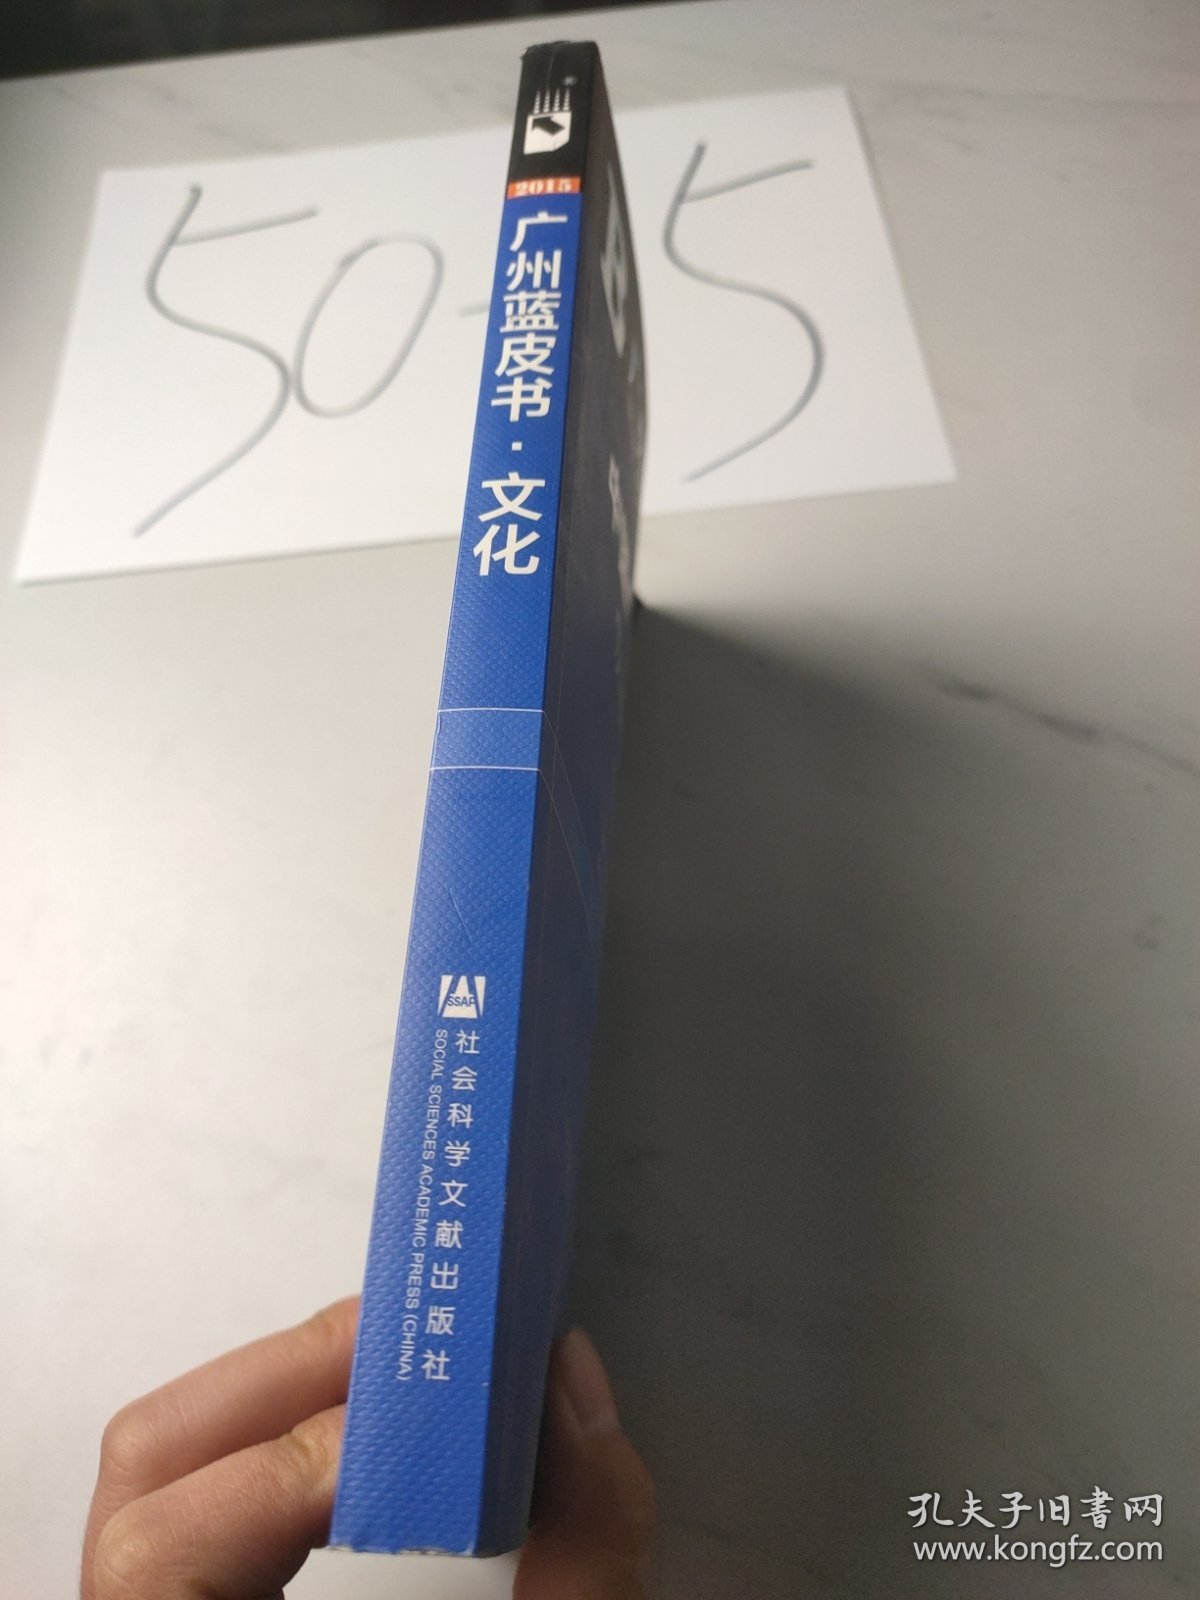 50-5
2015
广州蓝皮书·文化
SSAP
社会科学文献出版社
SOCIAL SCIENCES ACADEMIC PRESS (CHINA)
孔夫子旧書网
www.kongfz.com